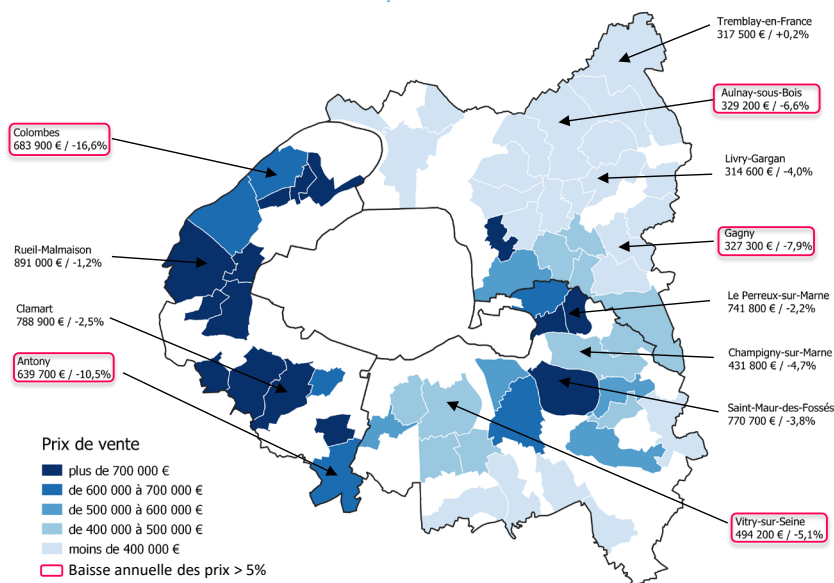 Tremblay-en-France
317 500 € / +0,2%
Aulnay-sous-Bois
329 200 € / -6,6%
Colombes
683 900 € / -16,6%
Livry-Gargan
314 600 € / -4,0%
Gagny
327 300 € / -7,9%
Rueil-Malmaison
891 000 € / -1,2%
Le Perreux-sur-Marne
741 800 € / -2,2%
Clamart
788 900 € / -2,5%
Champigny-sur-Marne
431 800 € / -4,7%
Antony
639 700 € / -10,5%
Saint-Maur-des-Fossés
770 700 € / -3,8%
Vitry-sur-Seine
494 200 € / -5,1%
Prix de vente
plus de 700 000 €
de 600 000 à 700 000 €
de 500 000 à 600 000 €
de 400 000 à 500 000 €
moins de 400 000 €
Baisse annuelle des prix > 5%